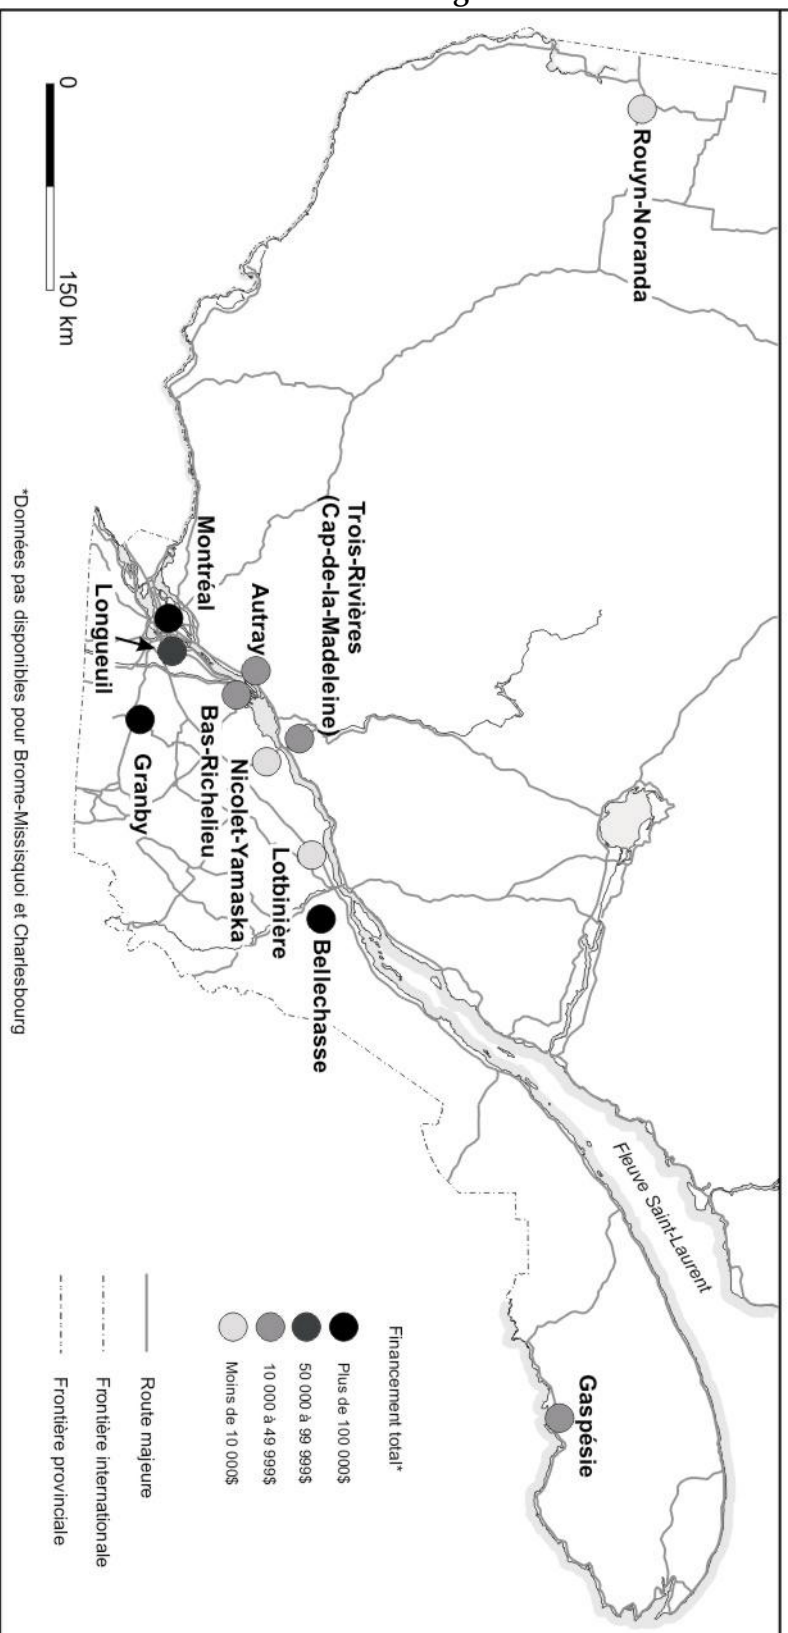 Rouyn-Noranda
Fleuve Saint-Laurent
Gaspésie
Trois-Rivières
(Cap-de-la-Madeleine)
Autray
Montréal
Longueuil
Bellechasse
Lotbinière
Nicolet-Yamaska
Bas-Richelieu
Granby
Financement total*
Plus de 100 000$
50 000 à 99 999$
10 000 à 49 999$
Moins de 10 000$
Route majeure
Frontière internationale
Frontière provinciale
0
150 km
*Données pas disponibles pour Brome-Missisquoi et Charlesbourg